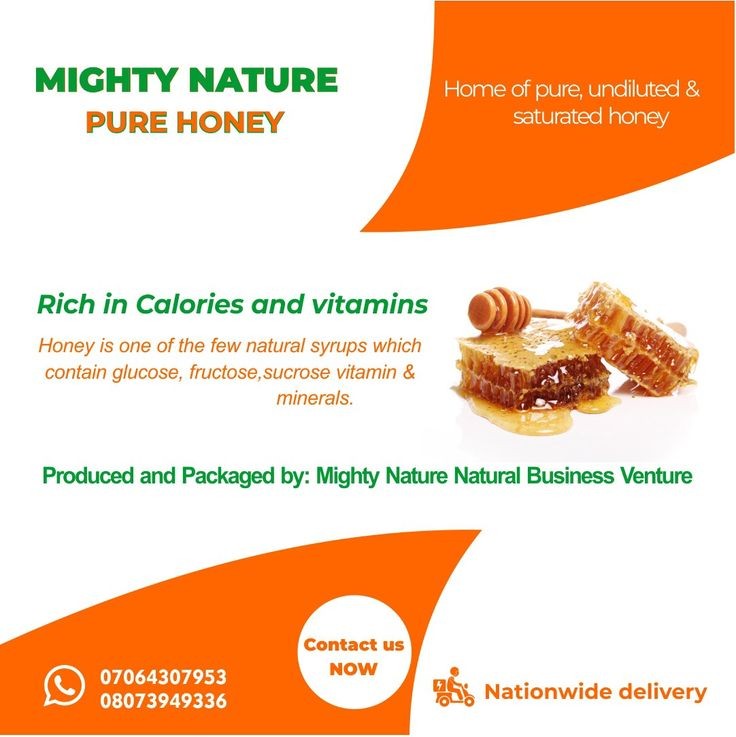 MIGHTY NATURE
PURE HONEY
Home of pure, undiluted &
saturated honey
Rich in Calories and vitamins
Honey is one of the few natural syrups which
contain glucose, fructose,sucrose vitamin &
minerals.
Produced and Packaged by: Mighty Nature Natural Business Venture
Contact us
NOW
07064307953
08073949336
Nationwide delivery